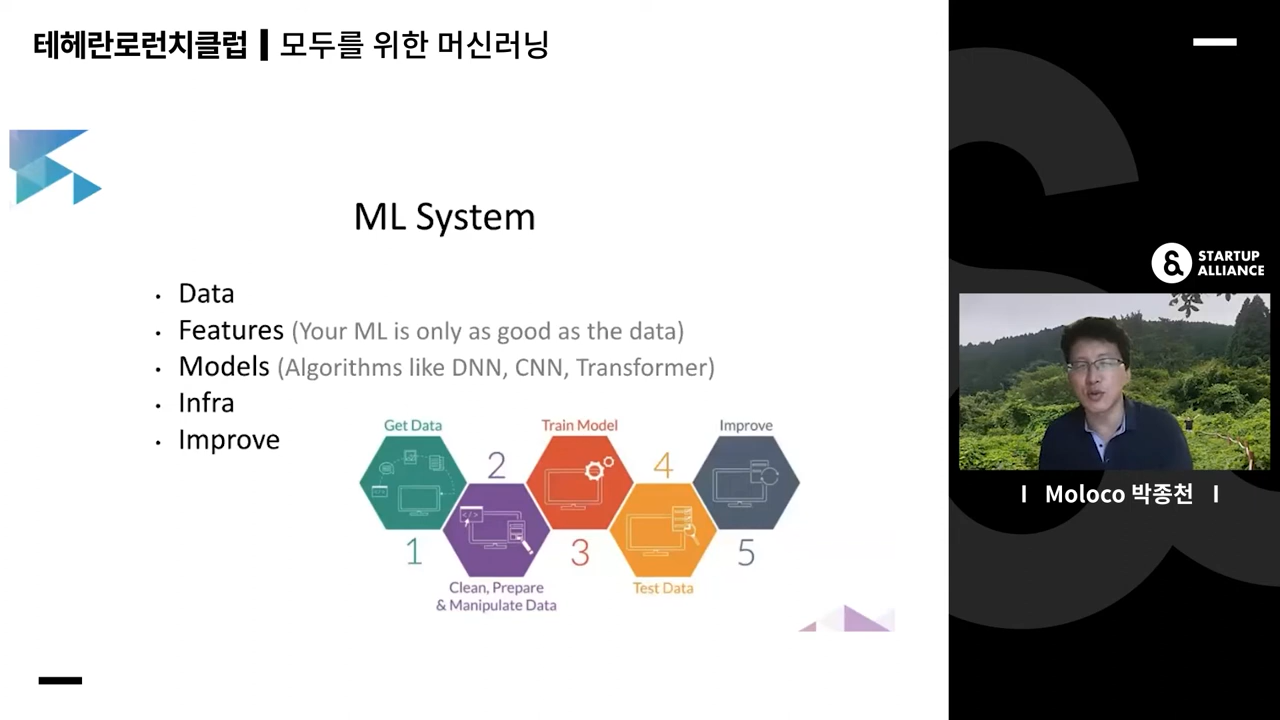 테헤란로런치클럽 | 모두를 위한 머신러닝
ML System
• Data
• Features (Your ML is only as good as the data)
• Models (Algorithms like DNN, CNN, Transformer)
• Infra
• Improve
Get Data
1
2
Clean, Prepare
& Manipulate Data
Train Model
3
4
Test Data
Improve
5
STARTUP
ALLIANCE
| Moloco 박종천 |